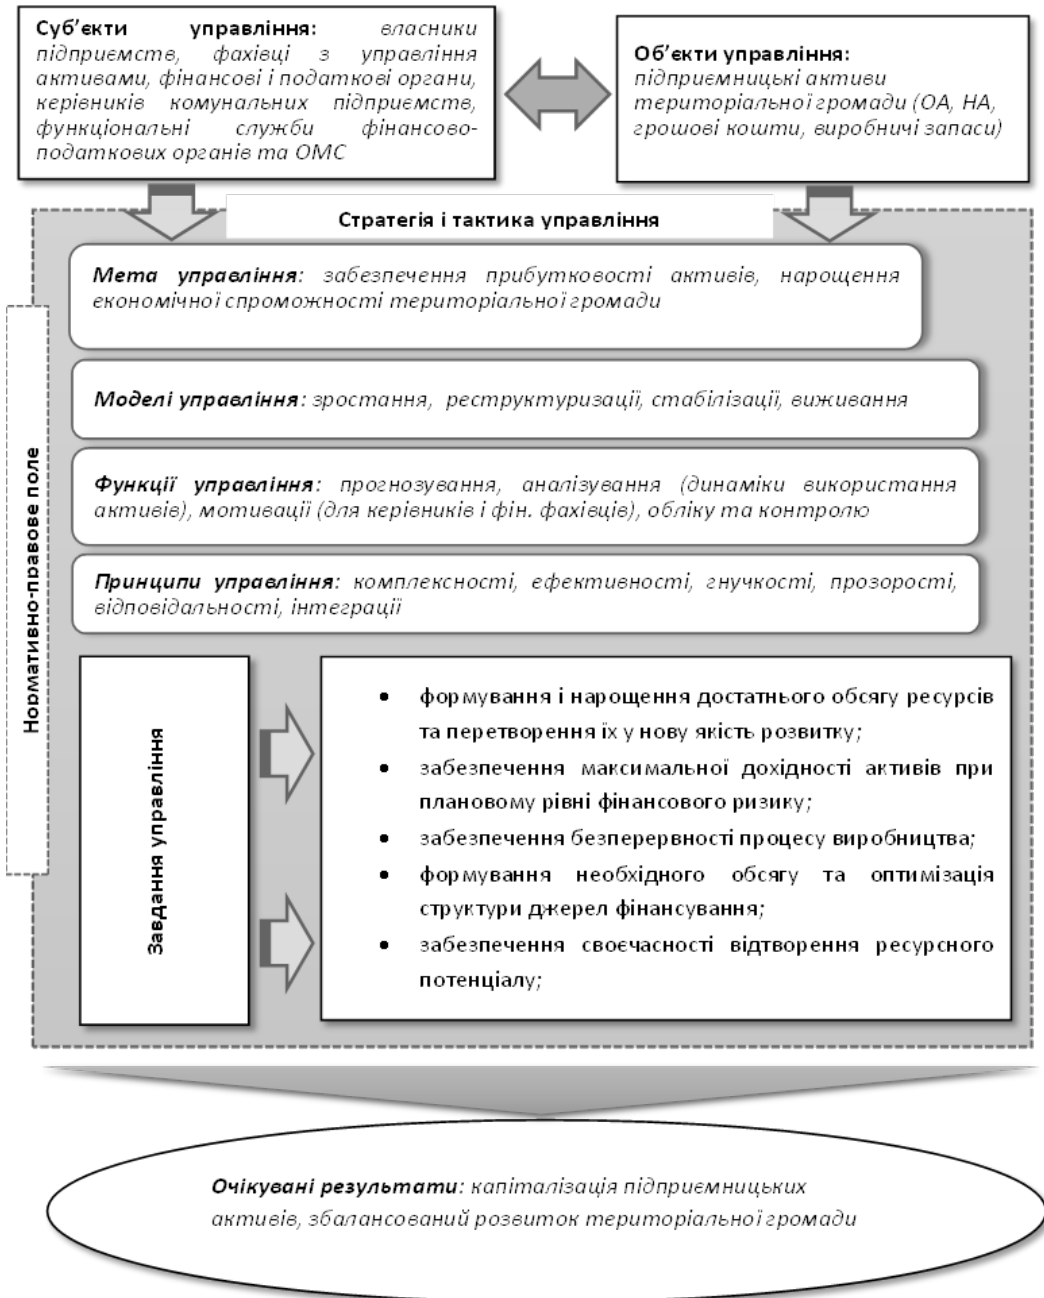 Суб’єкти управління: власники
підприємств, фахівці з управління
активами, фінансові і податкові органи,
керівників комунальних підприємств,
функціональні служби фінансово-
податкових органів та ОМС
Об’єкти управління:
підприємницькі активи
територіальної громади (ОА, НА,
грошові кошти, виробничі запаси)
Стратегія і тактика управління
Нормативно-правове поле
Мета управління: забезпечення прибутковості активів, нарощення
економічної спроможності територіальної громади
Моделі управління: зростання, реструктуризації, стабілізації, виживання
Функції управління: прогнозування, аналізування (динаміки використання
активів), мотивації (для керівників і фін. фахівців), обліку та контролю
Принципи управління: комплексності, ефективності, гнучкості, прозорості,
відповідальності, інтеграції
Завдання управління
• формування і нарощення достатнього обсягу ресурсів
та перетворення їх у нову якість розвитку;
• забезпечення максимальної дохідності активів при
плановому рівні фінансового ризику;
• забезпечення безперервності процесу виробництва;
• формування необхідного обсягу та оптимізація
структури джерел фінансування;
• забезпечення своєчасності відтворення ресурсного
потенціалу;
Очікувані результати: капіталізація підприємницьких
активів, збалансований розвиток територіальної громади